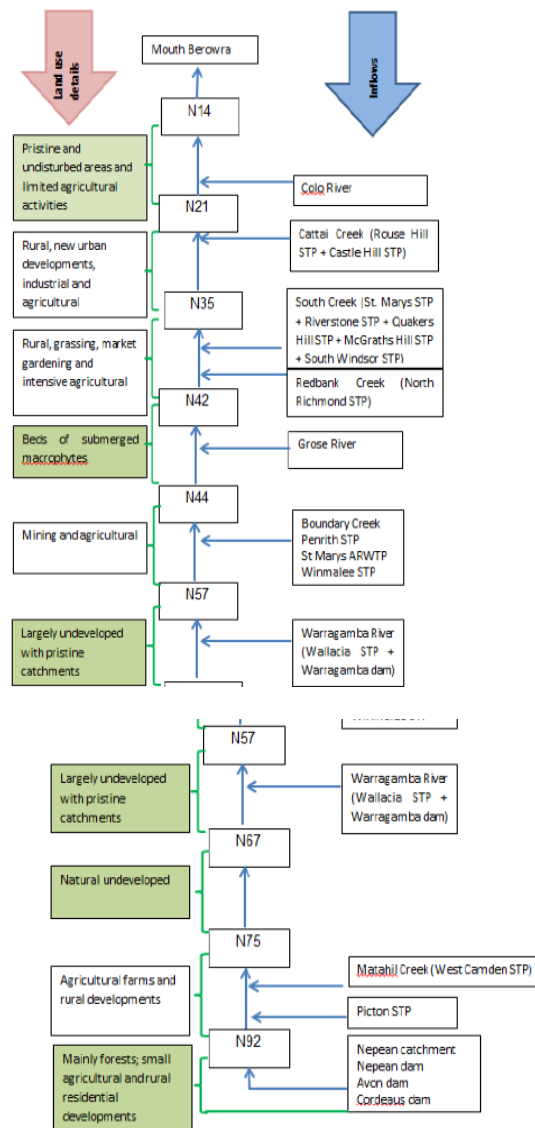 Land use
details
Inflows
Mouth Berowra
N14
Pristine and
undisturbed areas and
limited agricultural
activities
Colo River
N21
Cattai Creek (Rouse Hill
STP + Castle Hill STP)
Rural, new urban
developments,
industrial and
agricultural
N35
South Creek (St. Marys STP
+ Riverstone STP + Quakers
Hill STP + McGraths Hill STP
+ South Windsor STP)
Rural, grassing, market
gardening and
intensive agricultural
Redbank Creek (North
Richmond STP)
N42
Beds of submerged
macrophytes
Grose River
N44
Mining and agricultural
Boundary Creek
Penrith STP
St Marys ARWTP
Winmalee STP
N57
Largely undeveloped
with pristine
catchments
Warragamba River
(Wallacia STP +
Warragamba dam)
N57
Largely undeveloped
with pristine
catchments
Warragamba River
(Wallacia STP +
Warragamba dam)
N67
Natural undeveloped
N75
Matahil Creek (West Camden STP)
Agricultural farms and
rural developments
Picton STP
N92
Mainly forests; small
agricultural and rural
residential
developments
Nepean catchment
Nepean dam
Avon dam
Cordeaus dam